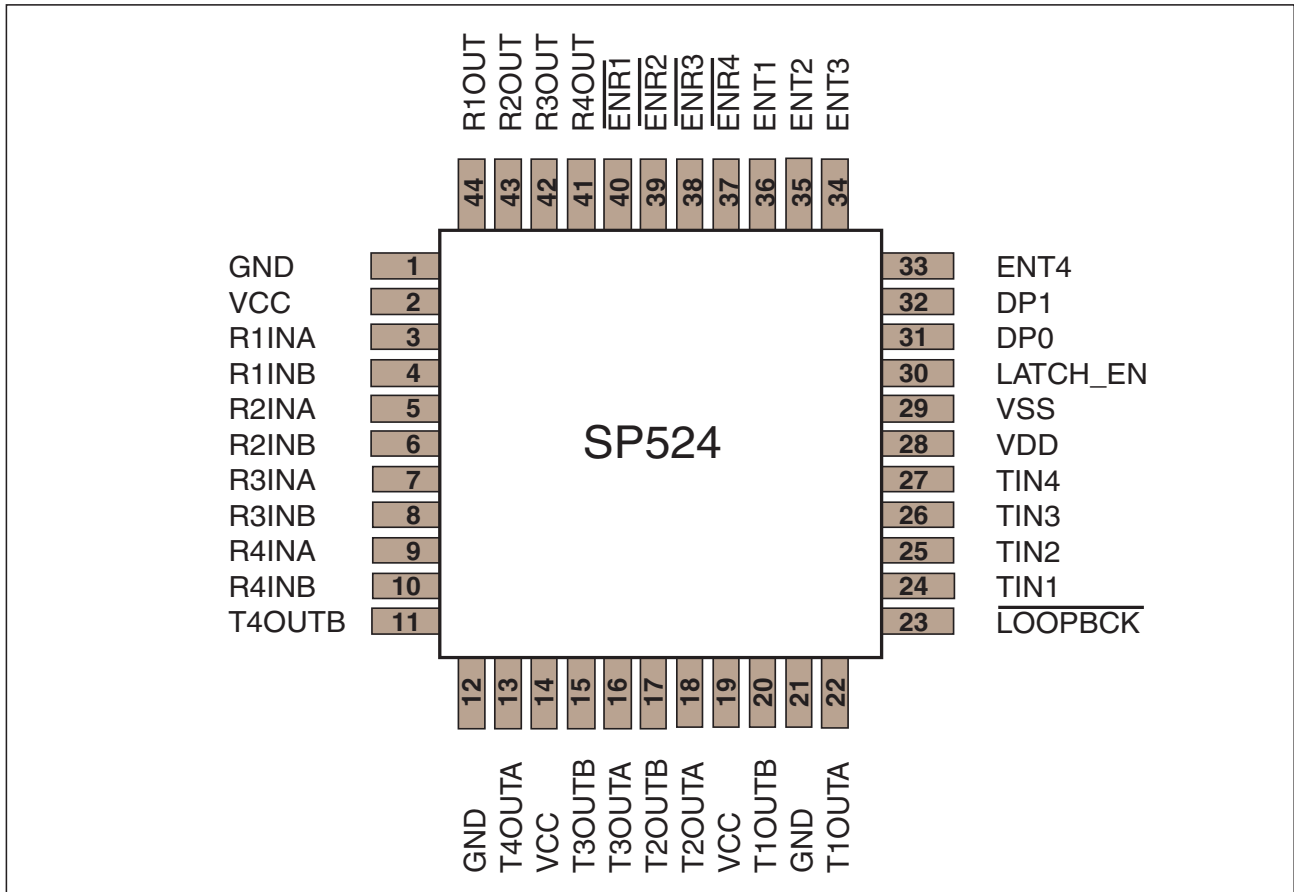 R1OUT
R2OUT
R3OUT
R4OUT
ENR1
ENR2
ENR3
ENR4
ENT1
ENT2
ENT3
44
43
42
41
40
39
38
37
36
35
34
GND 1
VCC 2
R1INA 3
R1INB 4
R2INA 5
R2INB 6
R3INA 7
R3INB 8
R4INA 9
R4INB 10
T4OUTB 11
SP524
33 ENT4
32 DP1
31 DP0
30 LATCH_EN
29 VSS
28 VDD
27 TIN4
26 TIN3
25 TIN2
24 TIN1
23 LOOPBCK
12
13
14
15
16
17
18
19
20
21
22
GND
T4OUTA
VCC
T3OUTB
T3OUTA
T2OUTB
T2OUTA
VCC
T1OUTB
GND
T1OUTA